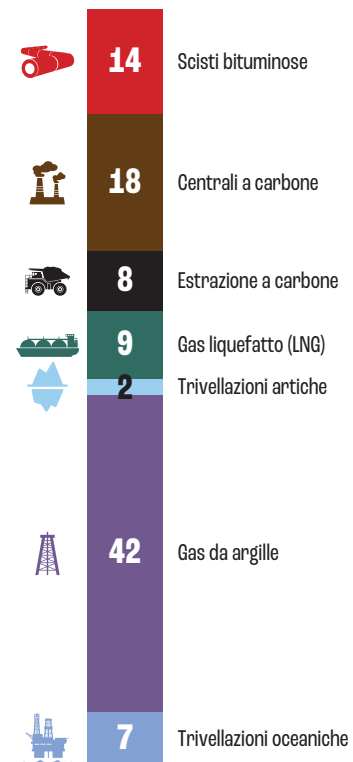 14 Scisti bituminose
18 Centrali a carbone
8 Estrazione a carbone
9 Gas liquefatto (LNG)
2 Trivellazioni artiche
42 Gas da argille
7 Trivellazioni oceaniche